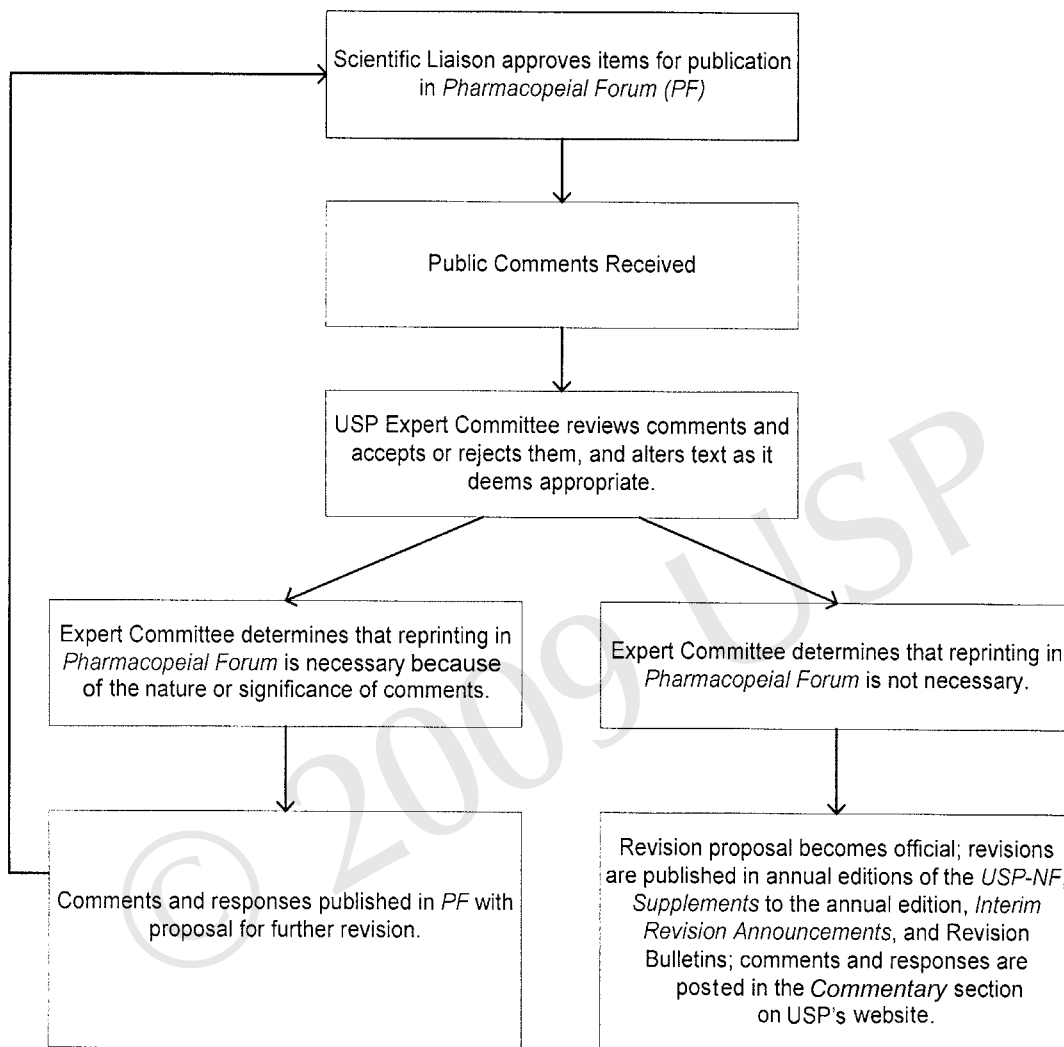 Scientific Liaison approves items for publication
in Pharmacopeial Forum (PF)
Public Comments Received
USP Expert Committee reviews comments and
accepts or rejects them, and alters text as it
deems appropriate.
Expert Committee determines that reprinting in
Pharmacopeial Forum is necessary because
of the nature or significance of comments.
Expert Committee determines that reprinting in
Pharmacopeial Forum is not necessary.
Comments and responses published in PF with
proposal for further revision.
Revision proposal becomes official; revisions
are published in annual editions of the USP-NF,
Supplements to the annual edition, Interim
Revision Announcements, and Revision
Bulletins; comments and responses are
posted in the Commentary section
on USP's website.
© 2009 USP